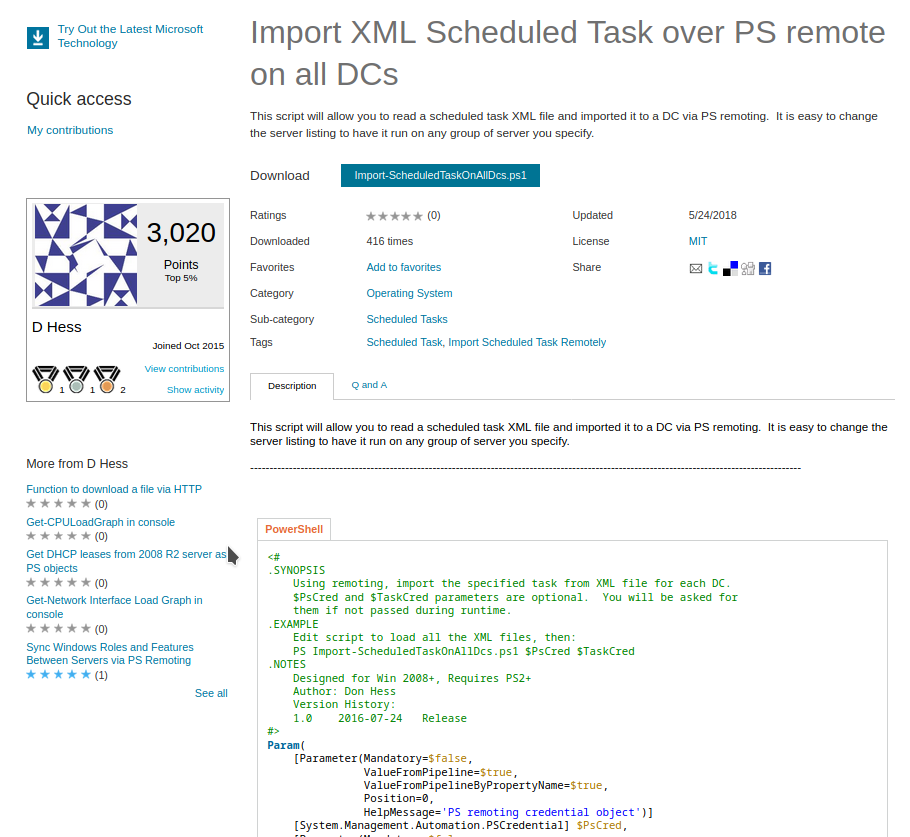 Try Out the Latest Microsoft
Technology
Quick access
My contributions
3,020
Points
Top 5%
D Hess
Joined Oct 2015
View contributions
1 1 2
Show activity
More from D Hess
Function to download a file via HTTP
(0)
Get-CPULoadGraph in console
(0)
Get DHCP leases from 2008 R2 server as
PS objects
(0)
Get-Network Interface Load Graph in
console
(0)
Sync Windows Roles and Features
Between Servers via PS Remoting
(1)
See all
Import XML Scheduled Task over PS remote
on all DCs
This script will allow you to read a scheduled task XML file and imported it to a DC via PS remoting.  It is easy to change
the server listing to have it run on any group of server you specify.
Download Import-ScheduledTaskOnAllDcs.ps1
Ratings (0) Updated 5/24/2018
Downloaded 416 times License MIT
Favorites Add to favorites Share
Category Operating System
Sub-category Scheduled Tasks
Tags Scheduled Task, Import Scheduled Task Remotely
Description Q and A
This script will allow you to read a scheduled task XML file and imported it to a DC via PS remoting.  It is easy to change the
server listing to have it run on any group of server you specify.
--------------------------------------------------------------------------------------------------------------------------------------------
PowerShell
<#
.SYNOPSIS
    Using remoting, import the specified task from XML file for each DC.
    $PsCred and $TaskCred parameters are optional.  You will be asked for
    them if not passed during runtime.
.EXAMPLE
    Edit script to load all the XML files, then:
    PS Import-ScheduledTaskOnAllDcs.ps1 $PsCred $TaskCred
.NOTES
    Designed for Win 2008+, Requires PS2+
    Author: Don Hess
    Version History:
    1.0    2016-07-24   Release
#>
Param(
    [Parameter(Mandatory=$false,
               ValueFromPipeline=$true,
               ValueFromPipelineByPropertyName=$true,
               Position=0,
               HelpMessage='PS remoting credential object')]
    [System.Management.Automation.PSCredential] $PsCred,